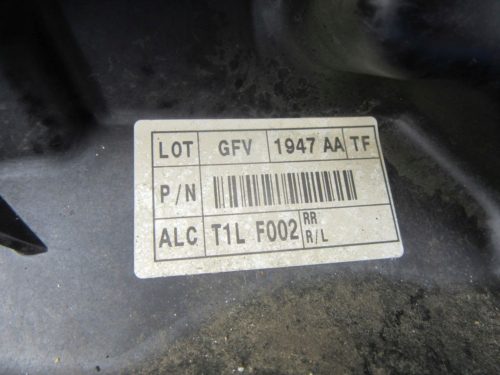 LOT GFV 1947 AA TF
P/N
ALC T1L F002 RR
R/L